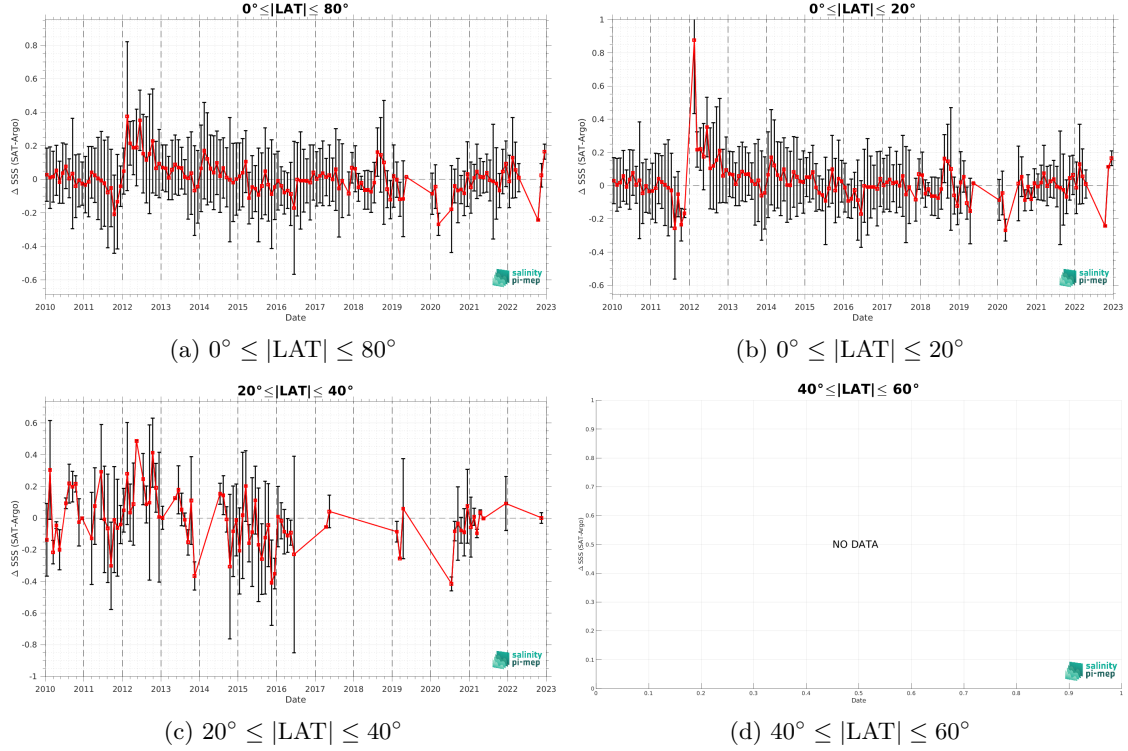 0°≤|LAT|≤ 80°
Δ SSS (SAT-Argo)
0.8
0.6
0.4
0.2
0
-0.2
-0.4
-0.6
2010 2011 2012 2013 2014 2015 2016 2017 2018 2019 2020 2021 2022 2023
Date
salinity
pi-mep
(a) 0° ≤ |LAT| ≤ 80°
0°≤|LAT|≤ 20°
Δ SSS (SAT-Argo)
1
0.8
0.6
0.4
0.2
0
-0.2
-0.4
-0.6
2010 2011 2012 2013 2014 2015 2016 2017 2018 2019 2020 2021 2022 2023
Date
salinity
pi-mep
(b) 0° ≤ |LAT| ≤ 20°
20°≤|LAT|≤ 40°
Δ SSS (SAT-Argo)
0.6
0.4
0.2
0
-0.2
-0.4
-0.6
-0.8
-1
2010 2011 2012 2013 2014 2015 2016 2017 2018 2019 2020 2021 2022 2023
Date
salinity
pi-mep
(c) 20° ≤ |LAT| ≤ 40°
40°≤|LAT|≤ 60°
Δ SSS (SAT-Argo)
1
0.9
0.8
0.7
0.6
0.5
0.4
0.3
0.2
0.1
0
NO DATA
0 0.1 0.2 0.3 0.4 0.5 0.6 0.7 0.8 0.9 1
Date
salinity
pi-mep
(d) 40° ≤ |LAT| ≤ 60°